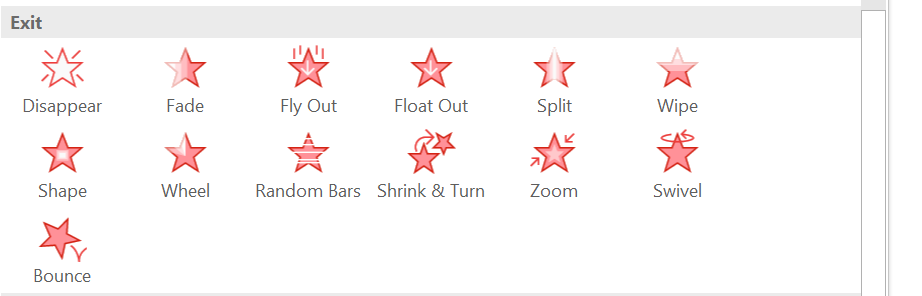 Exit
Disappear Fade Fly Out Float Out Split Wipe
Shape Wheel Random Bars Shrink & Turn Zoom Swivel
Bounce